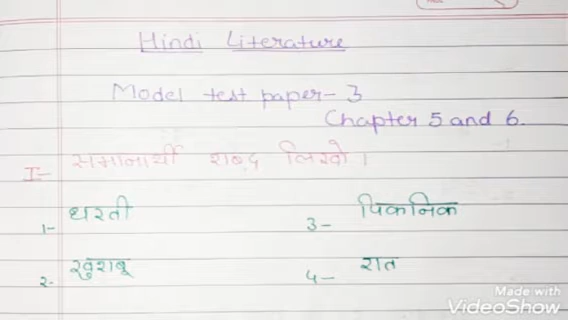 Hindi Literature
Model test paper-3
Chapter 5 and 6.
I- समानार्थी शब्द लिखो।
1- धरती 3- पिकनिक
2- खुशबू 4- रात
Made with
VideoShow